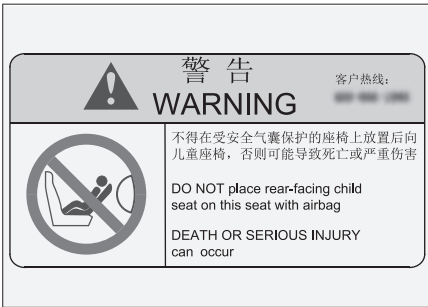 警告
客户热线：
WARNING
不得在受安全气囊保护的座椅上放置后向
儿童座椅，否则可能导致死亡或严重伤害
DO NOT place rear-facing child
seat on this seat with airbag
DEATH OR SERIOUS INJURY
can occur